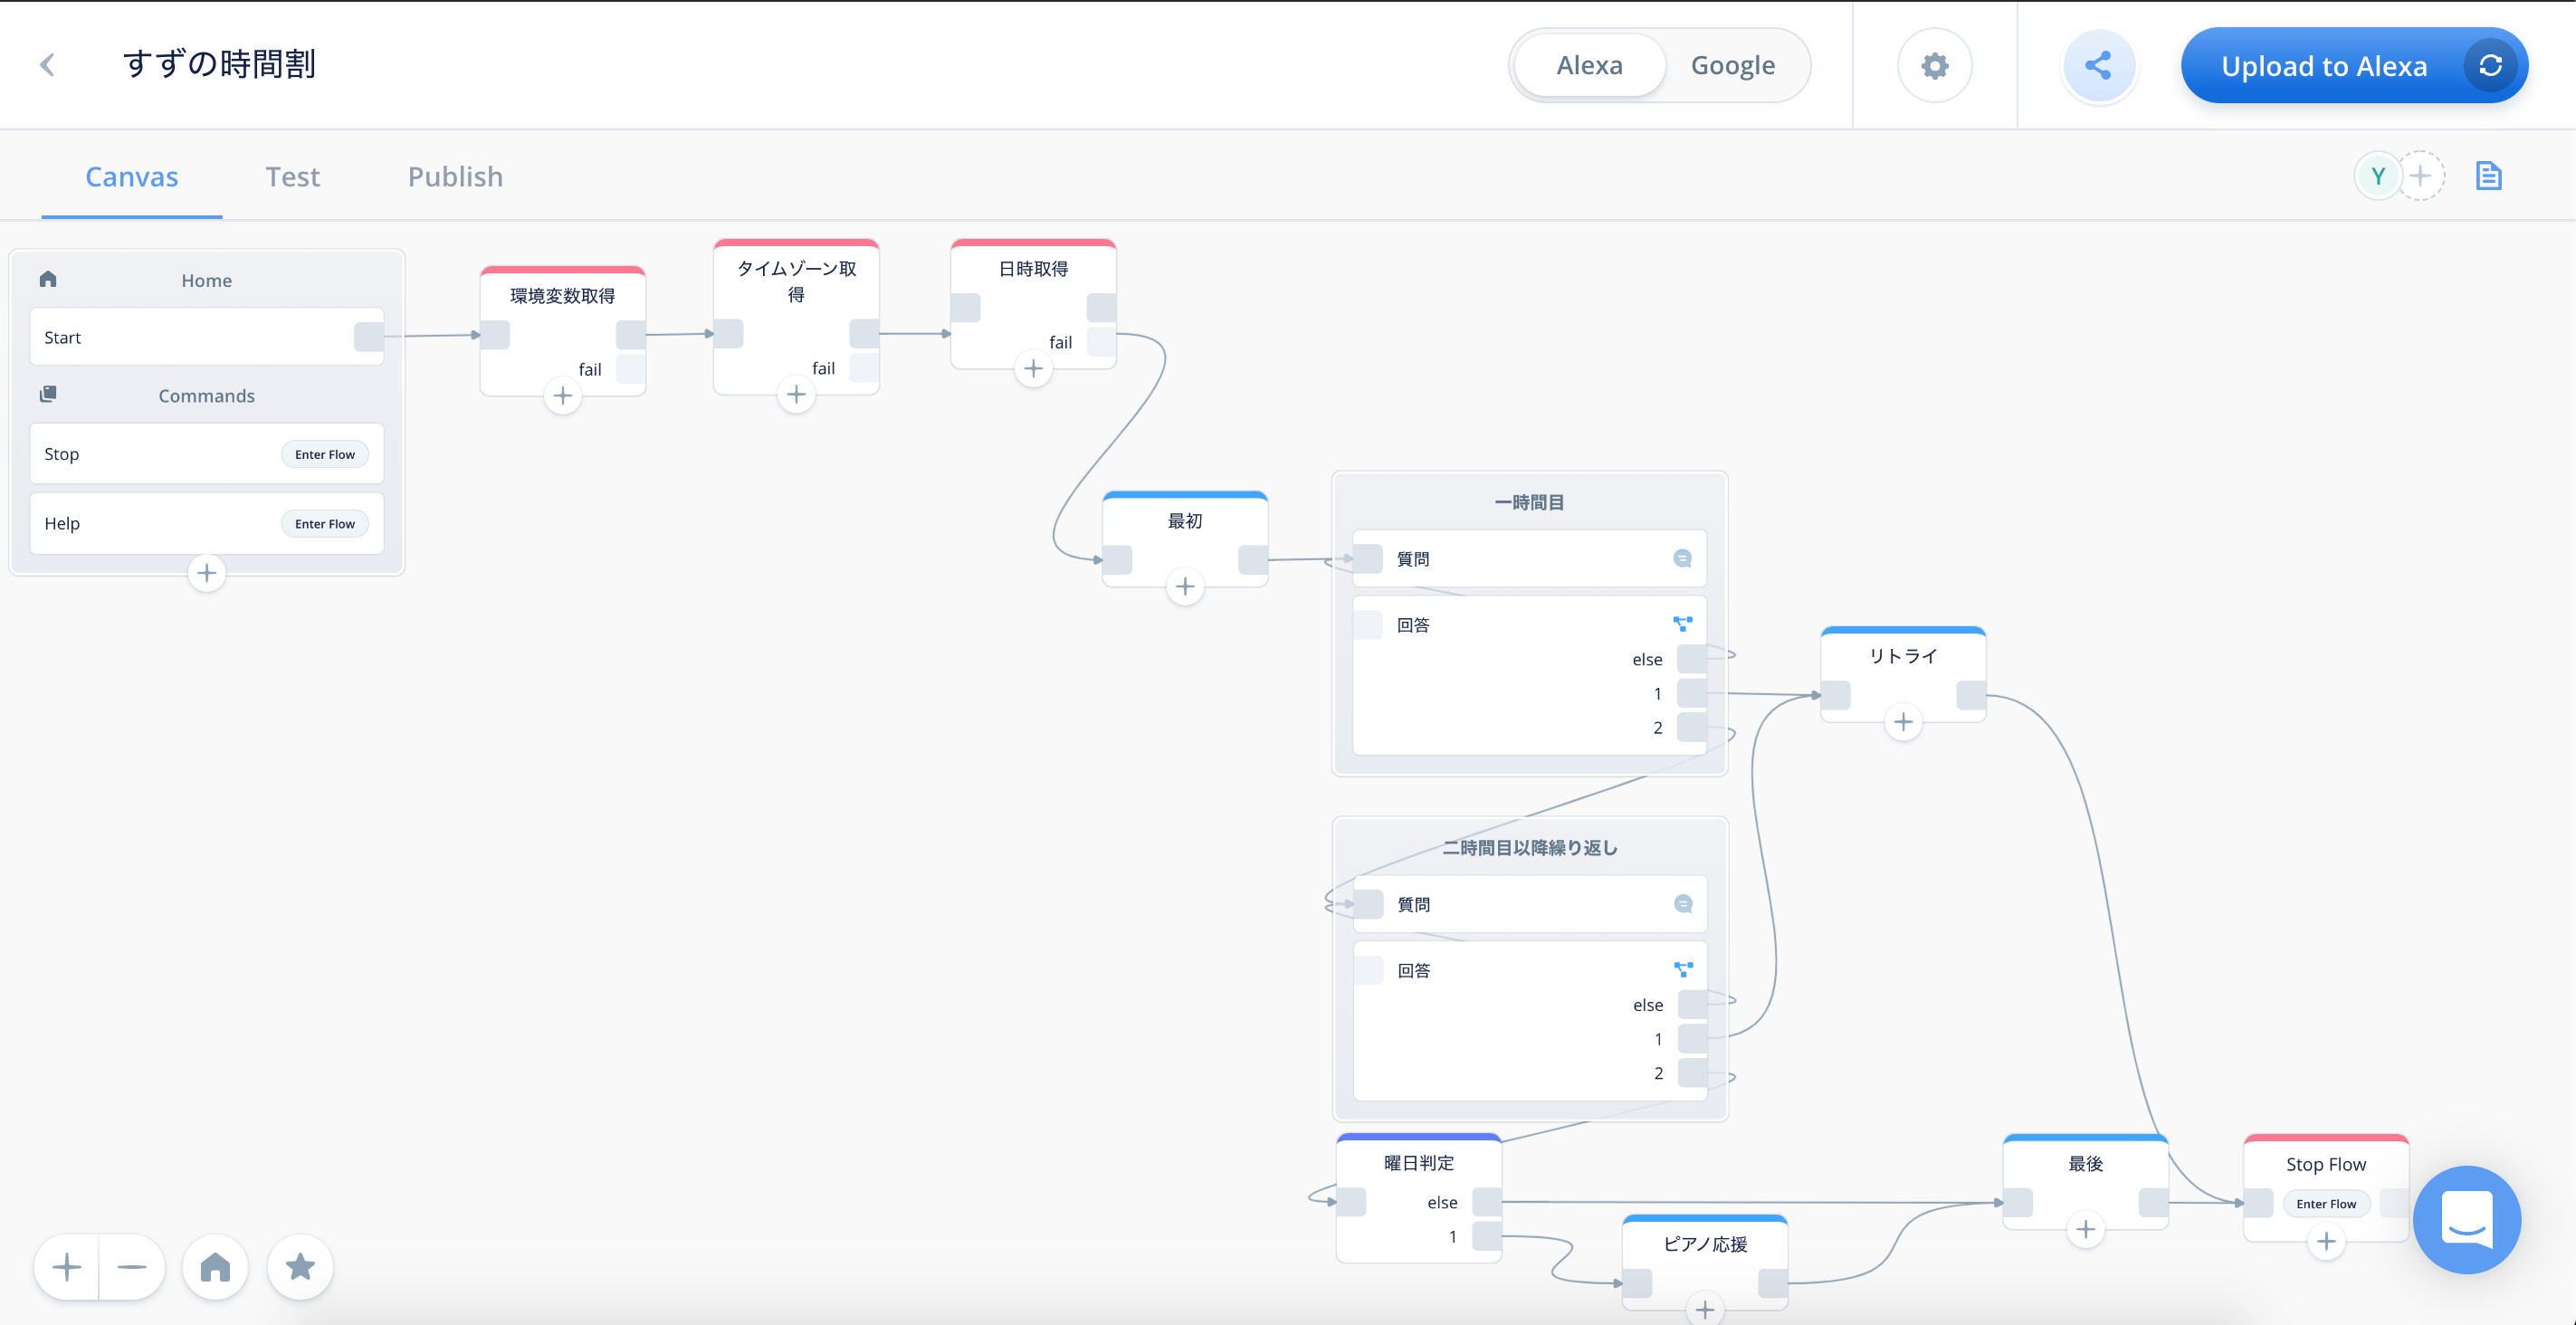 すずの時間割
Alexa
Google
Upload to Alexa
Canvas
Test
Publish
Y
Home
Start
Commands
Stop
Enter Flow
Help
Enter Flow
環境変数取得
fail
タイムゾーン取
得
fail
日時取得
fail
最初
一時間目
質問
回答
else
1
2
リトライ
二時間目以降繰り返し
質問
回答
else
1
2
曜日判定
else
1
ピアノ応援
最後
Stop Flow
Enter Flow